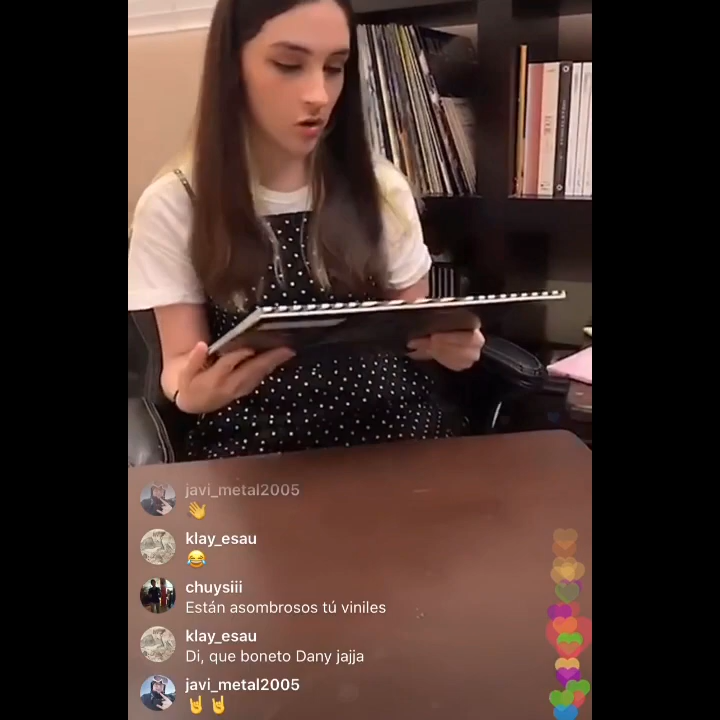 javi_metal2005
👋
klay_esau
😂
chuysiii
Están asombrosos tú viniles
klay_esau
Di, que boneto Dany jajja
javi_metal2005
🤘🤘